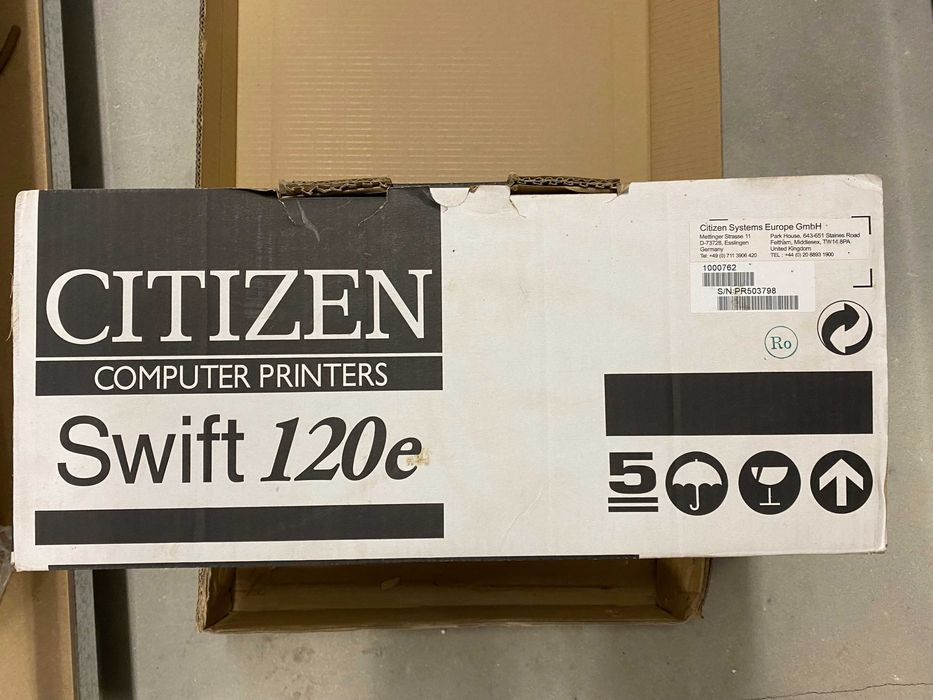 CITIZEN
COMPUTER PRINTERS
Swift 120e
Citizen Systems Europe GmbH
Mettinger Strasse 11
D-73728, Esslingen
Germany
Tel: +49 (0) 711 3906 420
Park House, 643-651 Staines Road
Feltham, Middlesex, TW14 8PA
United Kingdom
TEL : +44 (0) 20 8893 1900
1000762
S/N:PR503798
Ro
5